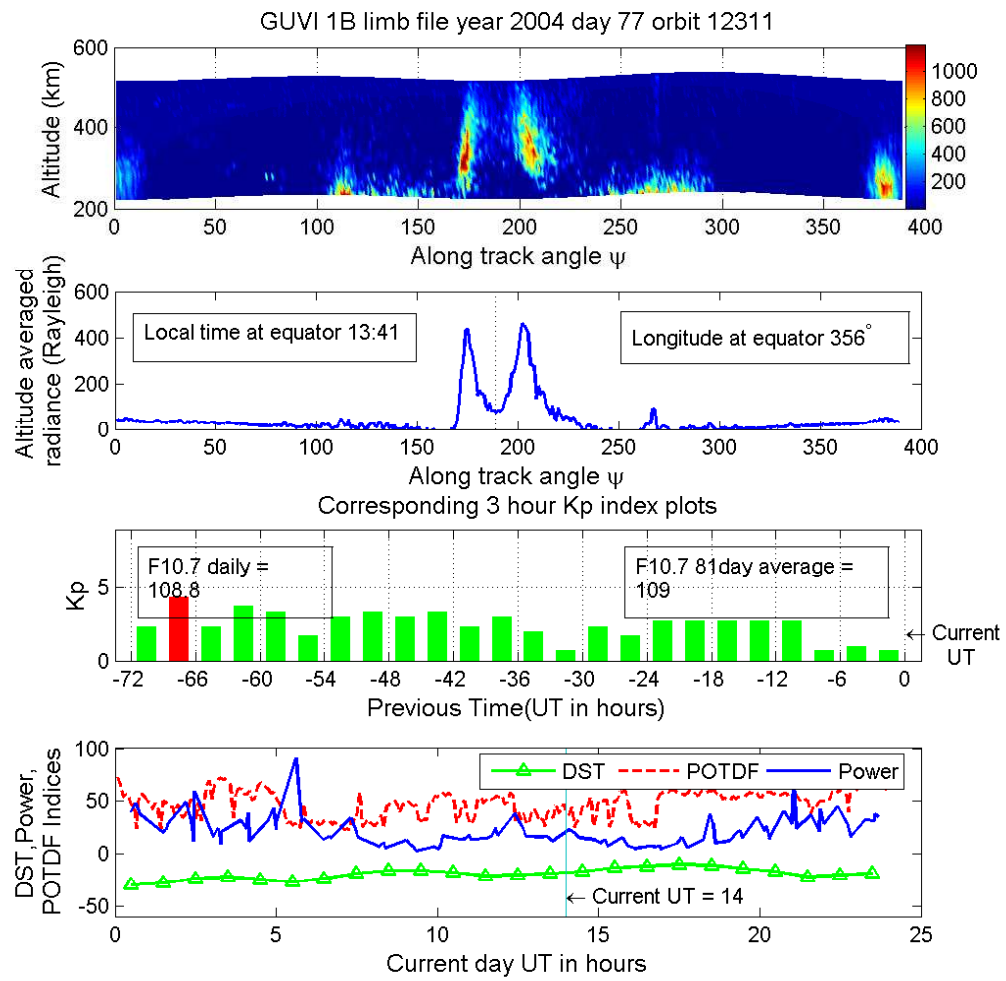 GUVI 1B limb file year 2004 day 77 orbit 12311
600
400
200
Altitude (km)
1000
800
600
400
200
0 50 100 150 200 250 300 350 400
Along track angle ψ
600
400
200
0
Altitude averaged
radiance (Rayleigh)
Local time at equator 13:41
Longitude at equator 356°
0 50 100 150 200 250 300 350 400
Along track angle ψ
Corresponding 3 hour Kp index plots
5
0
Kp
F10.7 daily =
108.8
F10.7 81day average =
109
← Current
UT
-72 -66 -60 -54 -48 -42 -36 -30 -24 -18 -12 -6 0
Previous Time(UT in hours)
100
50
0
-50
DST,Power,
POTDF Indices
DST POTDF Power
← Current UT = 14
0 5 10 15 20 25
Current day UT in hours